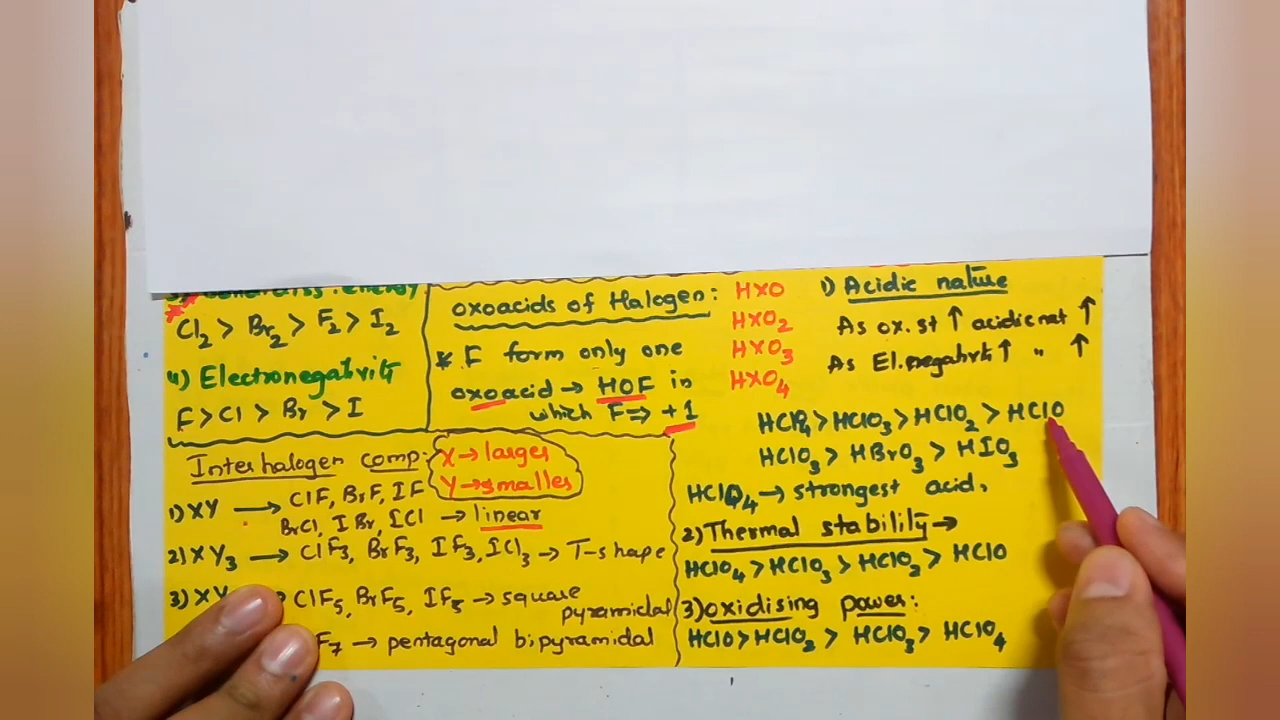 Cl2 > Br2 > F2 > I2
4) Electronegativity
F > Cl > Br > I
oxoacids of Halogen:
HXO
HXO2
HXO3
HXO4
* F form only one
oxoacid → HOF in
which F ⇒ +1
1) Acidic nature
As ox. st ↑ acidic nat ↑
As El. negativiti ↑ " ↑
HClO4 > HClO3 > HClO2 > HClO
HClO3 > HBrO3 > HIO3
HClO4 → strongest acid.
2) Thermal stability →
HClO4 > HClO3 > HClO2 > HClO
3) oxidising power:
HClO > HClO2 > HClO3 > HClO4
Interhalogen comp:
X → larger
Y → smalles
1) XY → ClF, BrF, IF
BrCl, IBr, ICl → linear
2) XY3 → ClF3, BrF3, IF3, ICl3 → T-shape
3) XY ClF5, BrF5, IF5 → square
pyramidal
F7 → pentagonal bipyramidal